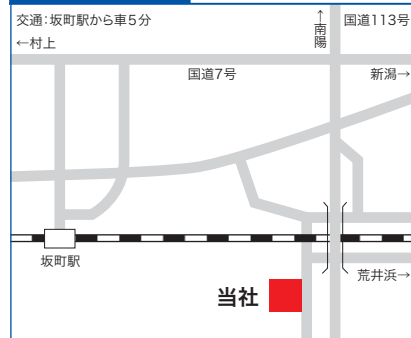 交通：坂町駅から車5分
←村上
↑南陽
国道113号
国道7号
新潟→
坂町駅
当社
荒井浜→